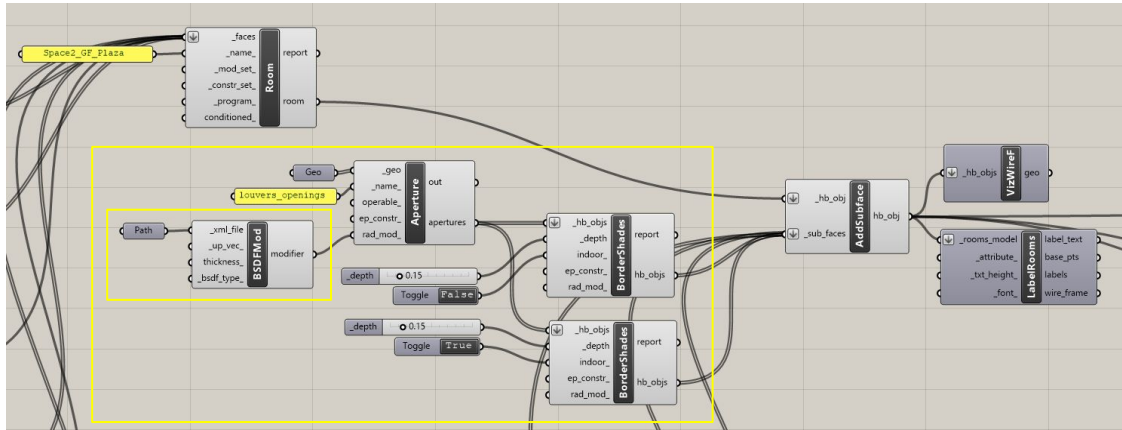 Space2_GF_Plaza
_faces
_name_
_mod_set_
_constr_set_
_program_
conditioned_
Room
report
room
Geo
louvers_openings
_geo
_name_
operable_
ep_constr_
rad_mod_
Aperture
out
apertures
Path
_xml_file
_up_vec_
thickness_
_bsdf_type_
BSDFMod
modifier
_depth
0.15
Toggle
False
_hb_objs
_depth
indoor_
ep_constr_
rad_mod_
BorderShades
report
hb_objs
_depth
0.15
Toggle
True
_hb_objs
_depth
indoor_
ep_constr_
rad_mod_
BorderShades
report
hb_objs
_hb_obj
_sub_faces
AddSubface
hb_obj
_hb_objs
VizWireF
geo
_rooms_model
_attribute_
_txt_height_
_font_
LabelRooms
label_text
base_pts
labels
wire_frame